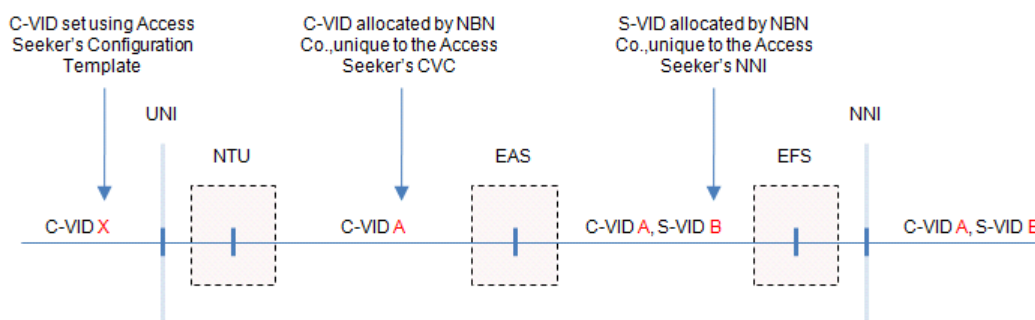 C-VID set using Access
Seeker's Configuration
Template
C-VID allocated by NBN
Co.,unique to the Access
Seeker's CVC
S-VID allocated by NBN
Co.,unique to the Access
Seeker's NNI
UNI
NNI
NTU
EAS
EFS
C-VID X
C-VID A
C-VID A, S-VID B
C-VID A, S-VID B